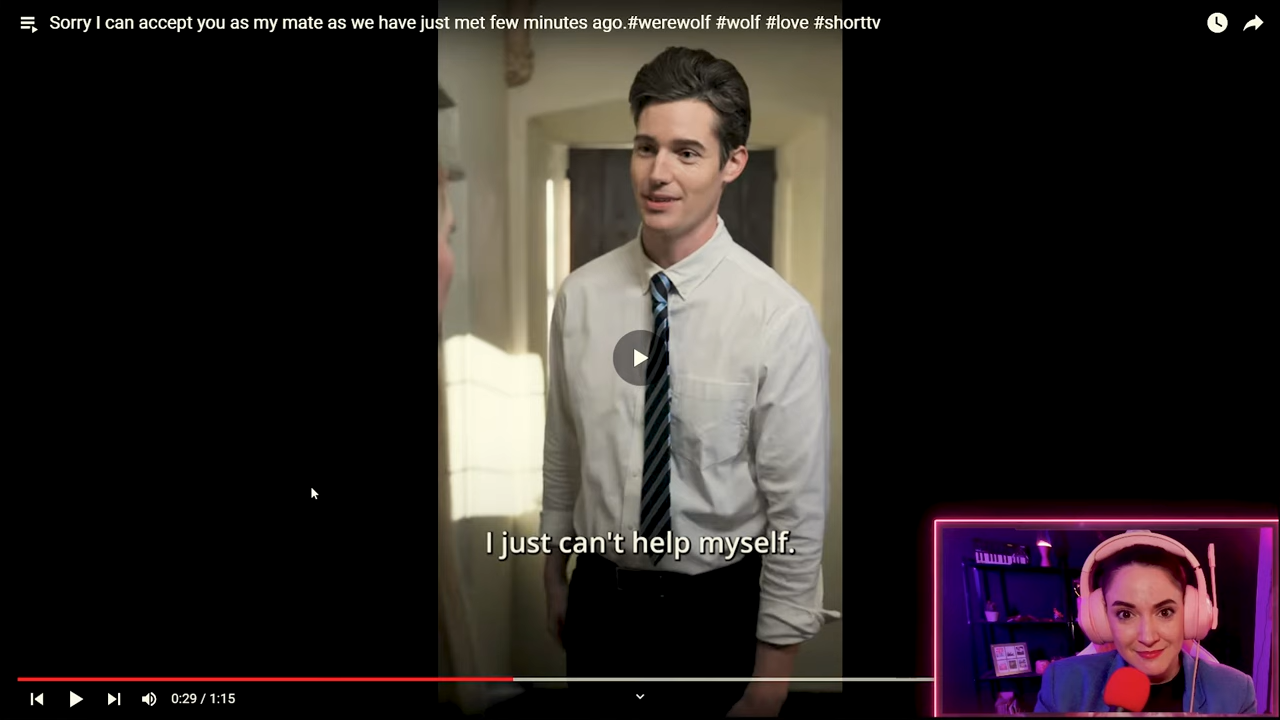 Sorry I can accept you as my mate as we have just met few minutes ago.#werewolf #wolf #love #shorttv
I just can't help myself.
0:29 / 1:15